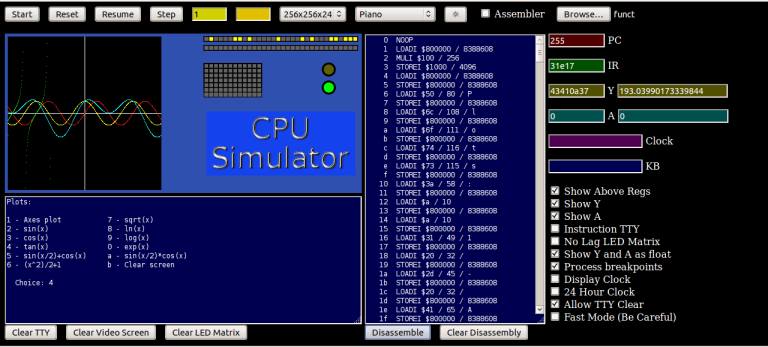 Start Reset Resume Step 1 256x256x24 Piano Assembler Browse... funct
CPU
Simulator
Plots:
1 - Axes plot 7 - sqrt(x)
2 - sin(x) 8 - ln(x)
3 - cos(x) 9 - log(x)
4 - tan(x) 0 - exp(x)
5 - sin(x/2)+cos(x) a - sin(x/2)*cos(x)
6 - (x^2)/2+1 b - Clear screen
Choice: 4
Clear TTY Clear Video Screen Clear LED Matrix
0 NOOP
1 LOADI $800000 / 8388608
2 MULI $100 / 256
3 STOREI $1000 / 4096
4 LOADI $800000 / 8388608
5 STOREI $800000 / 8388608
6 LOADI $50 / 80 / P
7 STOREI $800000 / 8388608
8 LOADI $6c / 108 / l
9 STOREI $800000 / 8388608
a LOADI $6f / 111 / o
b STOREI $800000 / 8388608
c LOADI $74 / 116 / t
d STOREI $800000 / 8388608
e LOADI $73 / 115 / s
f STOREI $800000 / 8388608
10 LOADI $3a / 58 / :
11 STOREI $800000 / 8388608
12 LOADI $a / 10
13 STOREI $800000 / 8388608
14 LOADI $a / 10
15 STOREI $800000 / 8388608
16 LOADI $31 / 49 / 1
17 STOREI $800000 / 8388608
18 LOADI $20 / 32 /
19 STOREI $800000 / 8388608
1a LOADI $2d / 45 / -
1b STOREI $800000 / 8388608
1c LOADI $20 / 32 /
1d STOREI $800000 / 8388608
1e LOADI $41 / 65 / A
1f STOREI $800000 / 8388608
Disassemble Clear Disassembly
255 PC
31e17 IR
43410a37 Y 193.03990173339844
0 A 0
Clock
KB
Show Above Regs
Show Y
Show A
Instruction TTY
No Lag LED Matrix
Show Y and A as float
Process breakpoints
Display Clock
24 Hour Clock
Allow TTY Clear
Fast Mode (Be Careful)